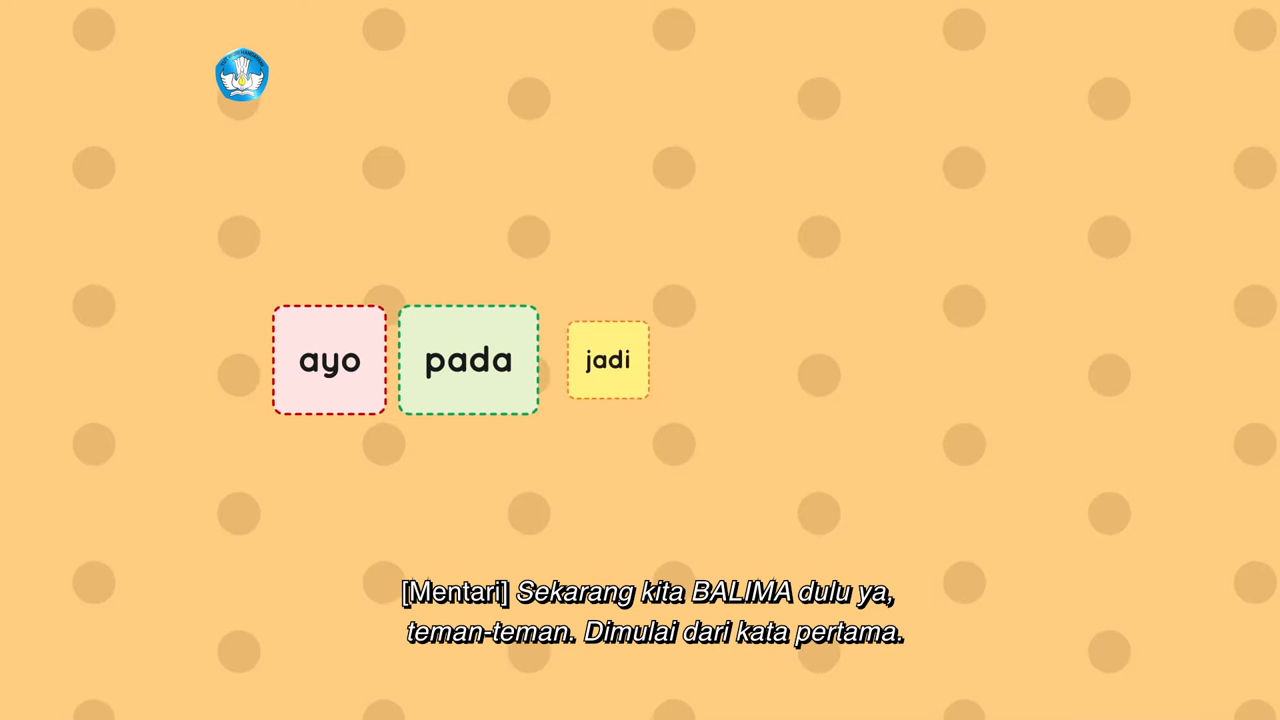 ayo pada jadi
[Mentari] Sekarang kita BALIMA dulu ya,
teman-teman. Dimulai dari kata pertama.